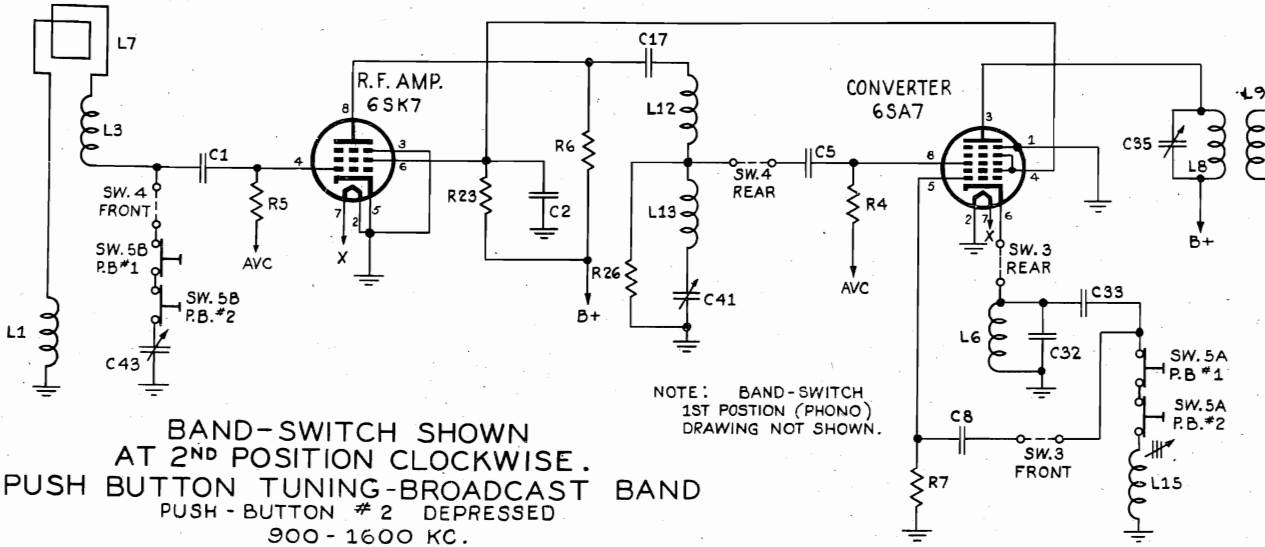 L7
L3
L1
SW.4
FRONT
SW.5B
P.B#1
SW.5B
P.B.#2
C43
C1
R5
AVC
R.F. AMP.
6SK7
8
4
3
6
7
2
5
X
R23
C2
R6
B+
C17
L12
L13
R26
C41
SW.4
REAR
C5
R4
AVC
CONVERTER
6SA7
3
1
8
5
4
2
7
6
X
SW.3
REAR
L6
C32
C33
C35
L8
L9
B+
SW.5A
P.B#1
SW.5A
P.B.#2
L15
C8
SW.3
FRONT
R7
NOTE: BAND-SWITCH
1ST POSTION (PHONO)
DRAWING NOT SHOWN.
BAND-SWITCH SHOWN
AT 2ND POSITION CLOCKWISE.
PUSH BUTTON TUNING-BROADCAST BAND
PUSH-BUTTON #2 DEPRESSED
900-1600 KC.